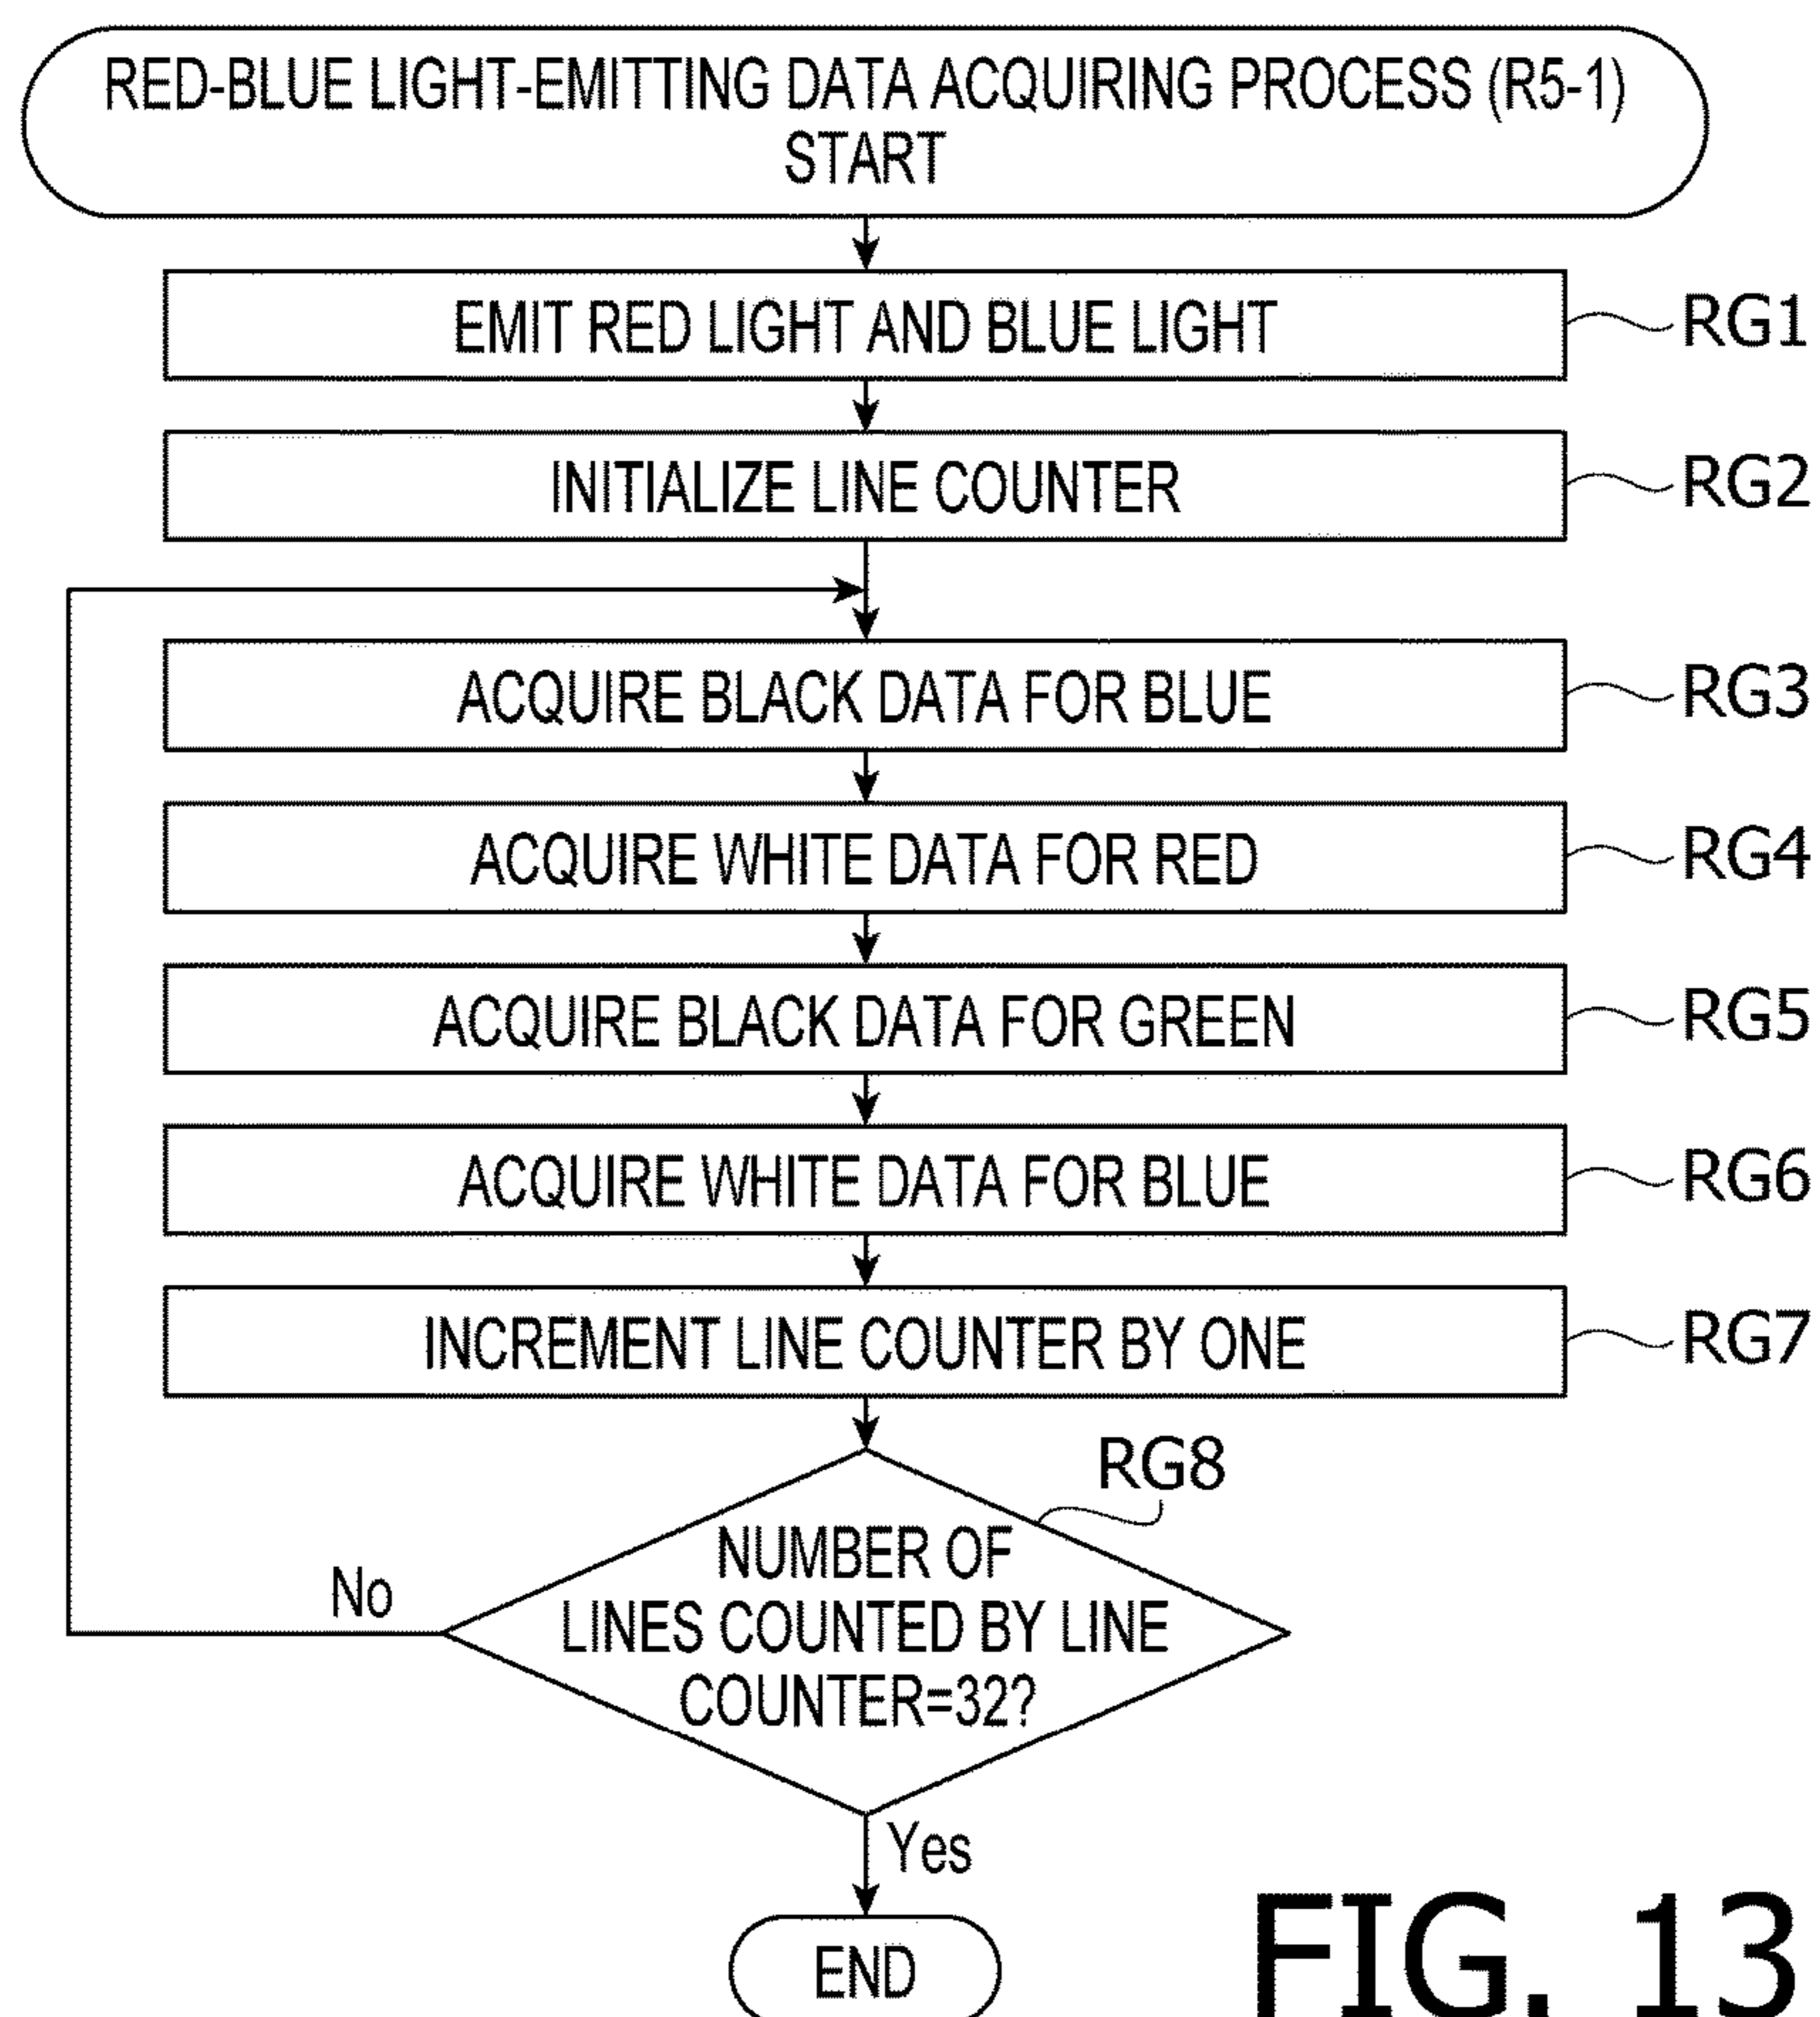 RED-BLUE LIGHT-EMITTING DATA ACQUIRING PROCESS (R5-1)
START
EMIT RED LIGHT AND BLUE LIGHT
RG1
INITIALIZE LINE COUNTER
RG2
ACQUIRE BLACK DATA FOR BLUE
RG3
ACQUIRE WHITE DATA FOR RED
RG4
ACQUIRE BLACK DATA FOR GREEN
RG5
ACQUIRE WHITE DATA FOR BLUE
RG6
INCREMENT LINE COUNTER BY ONE
RG7
RG8
NUMBER OF
LINES COUNTED BY LINE
COUNTER=32?
No
Yes
END
FIG. 13